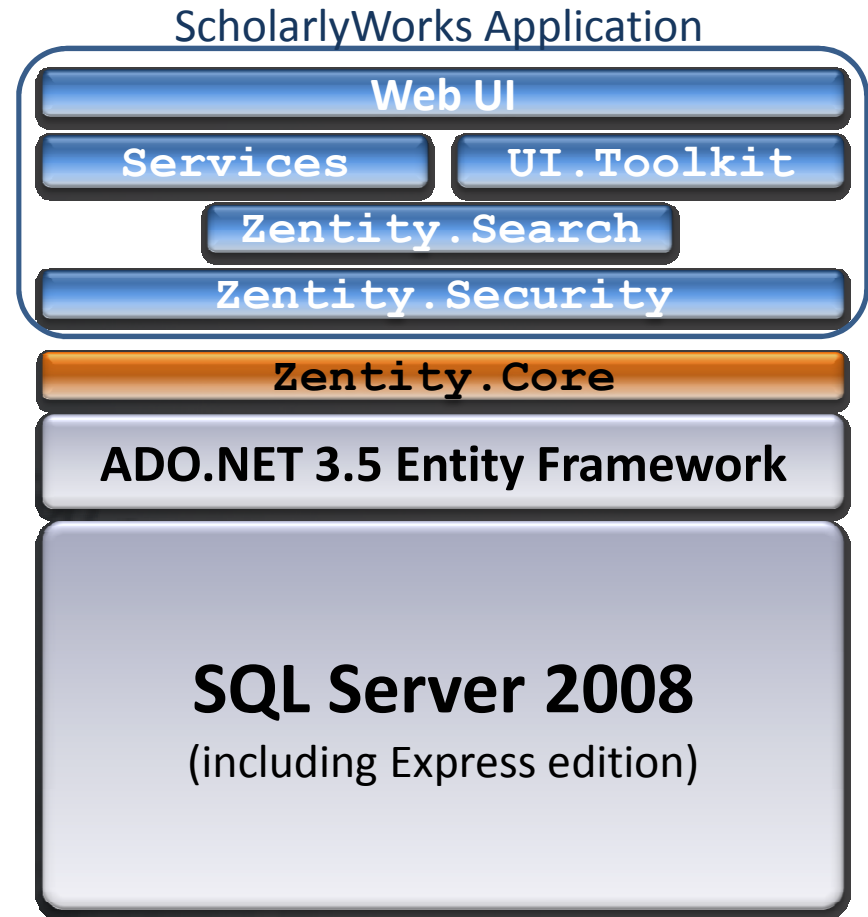 ScholarlyWorks Application
Web UI
Services
UI.Toolkit
Zentity.Search
Zentity.Security
Zentity.Core
ADO.NET 3.5 Entity Framework
SQL Server 2008
(including Express edition)